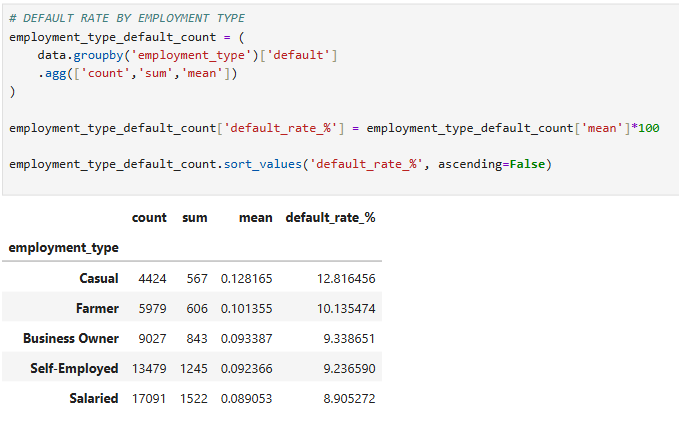 # DEFAULT RATE BY EMPLOYMENT TYPE
employment_type_default_count = (
    data.groupby('employment_type')['default']
    .agg(['count','sum','mean'])
)
employment_type_default_count['default_rate_%'] = employment_type_default_count['mean']*100
employment_type_default_count.sort_values('default_rate_%', ascending=False)
count sum mean default_rate_%
employment_type
Casual 4424 567 0.128165 12.816456
Farmer 5979 606 0.101355 10.135474
Business Owner 9027 843 0.093387 9.338651
Self-Employed 13479 1245 0.092366 9.236590
Salaried 17091 1522 0.089053 8.905272